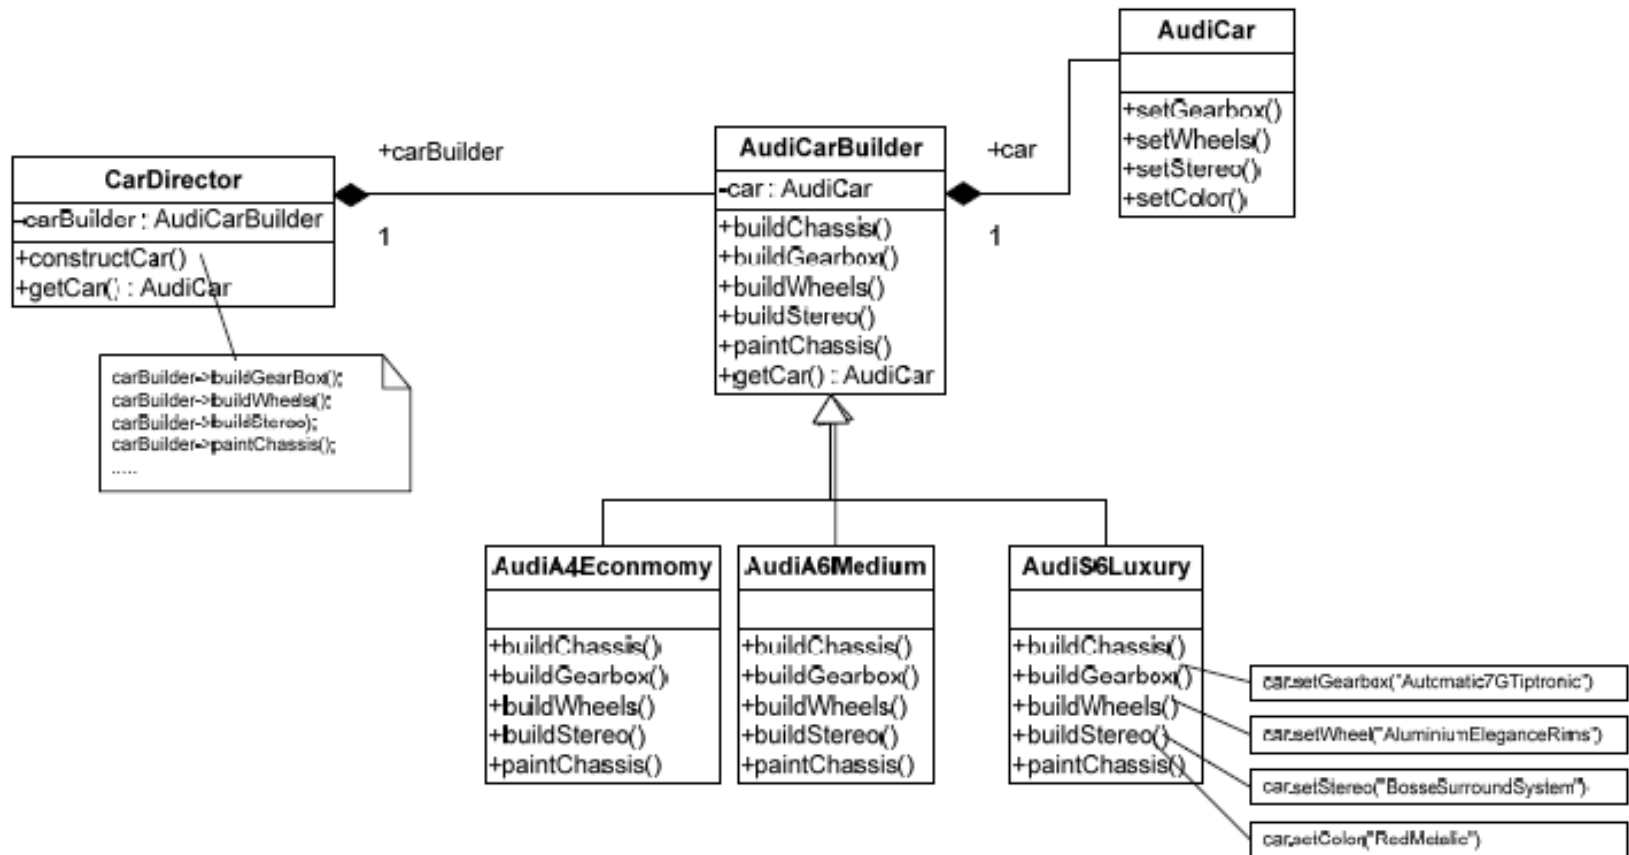 AudiCar
+setGearbox()
+setWheels()
+setStereo()
+setColor()
+carBuilder
1
CarDirector
-carBuilder : AudiCarBuilder
+constructCar()
+getCar() : AudiCar
carBuilder->buildGearBox();
carBuilder->buildWheels();
carBuilder->buildStereo);
carBuilder->paintChassis();
.....
AudiCarBuilder
-car : AudiCar
+buildChassis()
+buildGearbox()
+buildWheels()
+buildStereo()
+paintChassis()
+getCar() : AudiCar
+car
1
AudiA4Econmomy
+buildChassis()
+buildGearbox()
+buildWheels()
+buildStereo()
+paintChassis()
AudiA6Medium
+buildChassis()
+buildGearbox()
+buildWheels()
+buildStereo()
+paintChassis()
AudiS6Luxury
+buildChassis()
+buildGearbox()
+buildWheels()
+buildStereo()
+paintChassis()
car.setGearbox("Automatic7GTiptronic")
car.setWheel("AluminiumEleganceRims")
car.setStereo("BosseSurroundSystem")
car.setColor("RedMetalic")